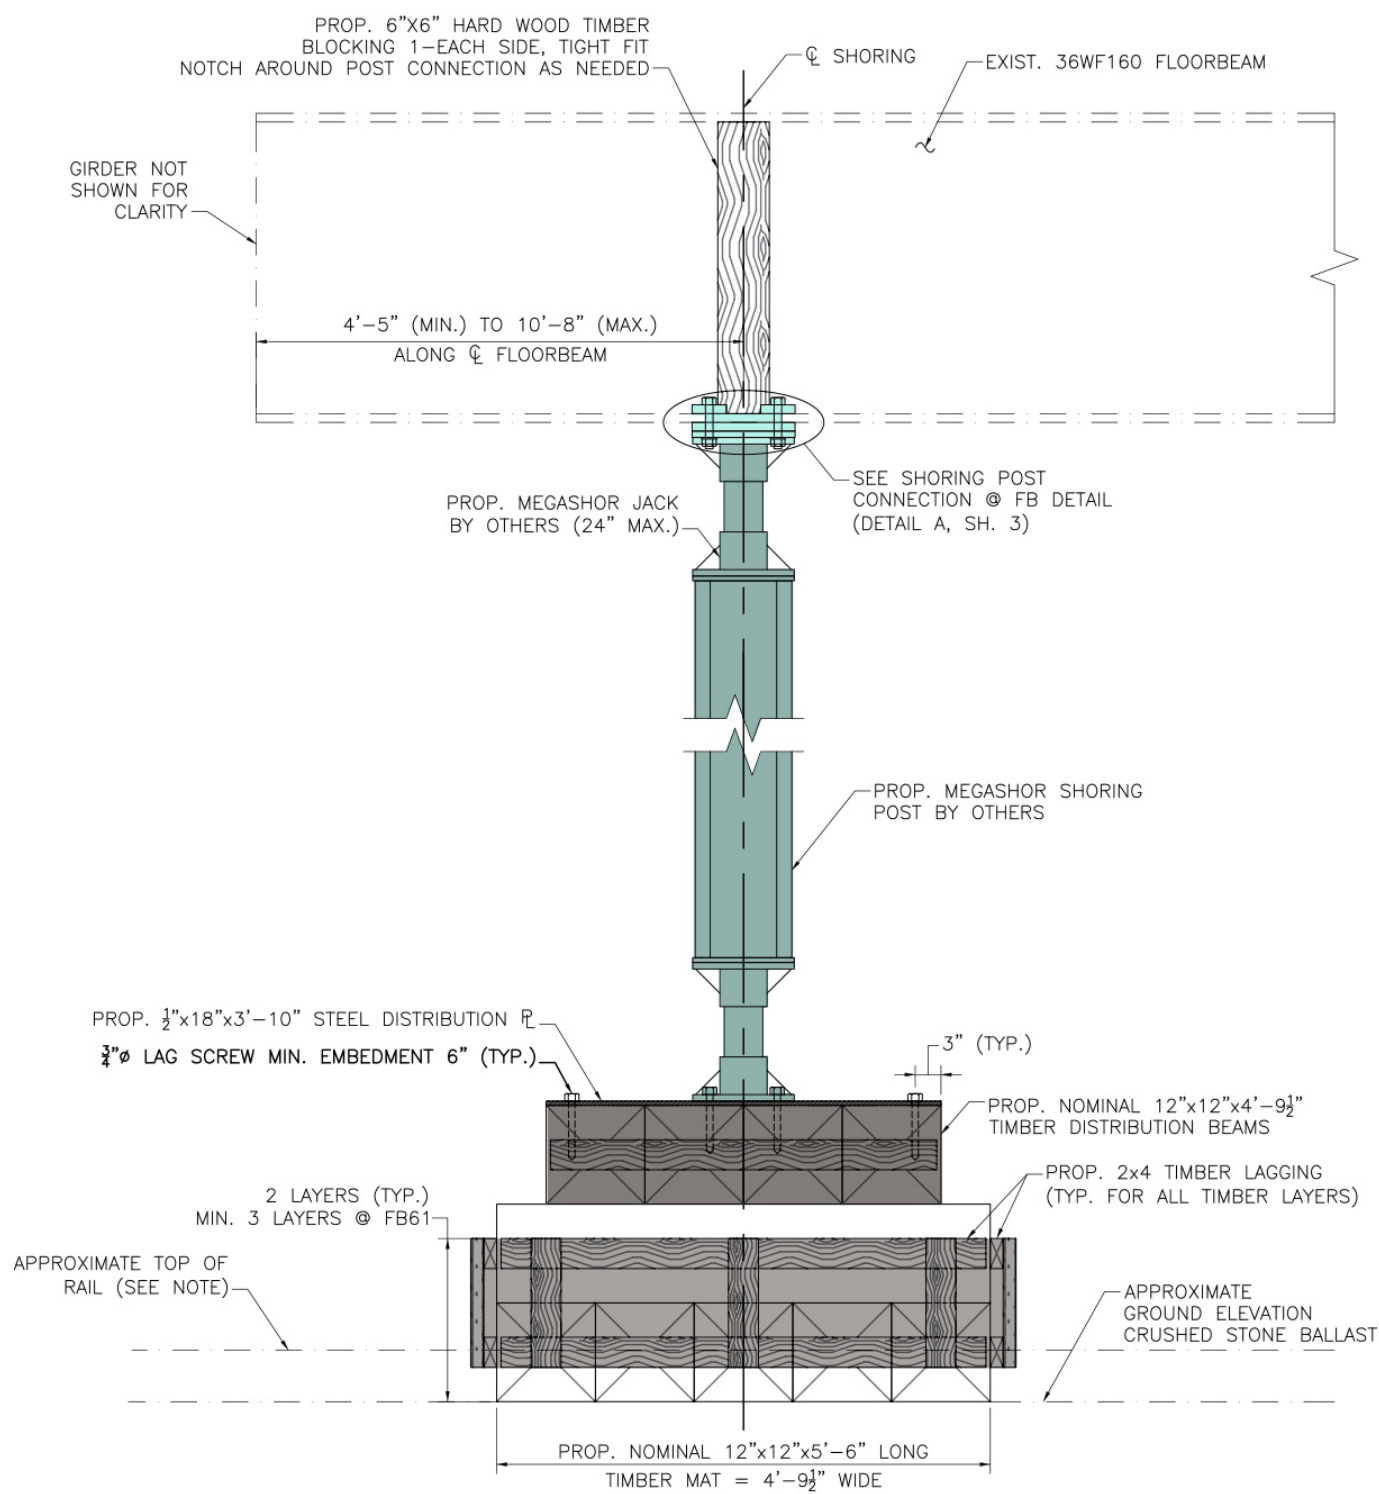 PROP. 6”X6” HARD WOOD TIMBER
BLOCKING 1–EACH SIDE, TIGHT FIT
NOTCH AROUND POST CONNECTION AS NEEDED
℄ SHORING
EXIST. 36WF160 FLOORBEAM
GIRDER NOT
SHOWN FOR
CLARITY
4’–5” (MIN.) TO 10’–8” (MAX.)
ALONG ℄ FLOORBEAM
SEE SHORING POST
CONNECTION @ FB DETAIL
(DETAIL A, SH. 3)
PROP. MEGASHOR JACK
BY OTHERS (24” MAX.)
PROP. MEGASHOR SHORING
POST BY OTHERS
PROP. ½”x18”x3’–10” STEEL DISTRIBUTION PL
¾”ø LAG SCREW MIN. EMBEDMENT 6” (TYP.)
3” (TYP.)
PROP. NOMINAL 12”x12”x4’–9½”
TIMBER DISTRIBUTION BEAMS
PROP. 2x4 TIMBER LAGGING
(TYP. FOR ALL TIMBER LAYERS)
2 LAYERS (TYP.)
MIN. 3 LAYERS @ FB61
APPROXIMATE TOP OF
RAIL (SEE NOTE)
APPROXIMATE
GROUND ELEVATION
CRUSHED STONE BALLAST
PROP. NOMINAL 12”x12”x5’–6” LONG
TIMBER MAT = 4’–9½” WIDE